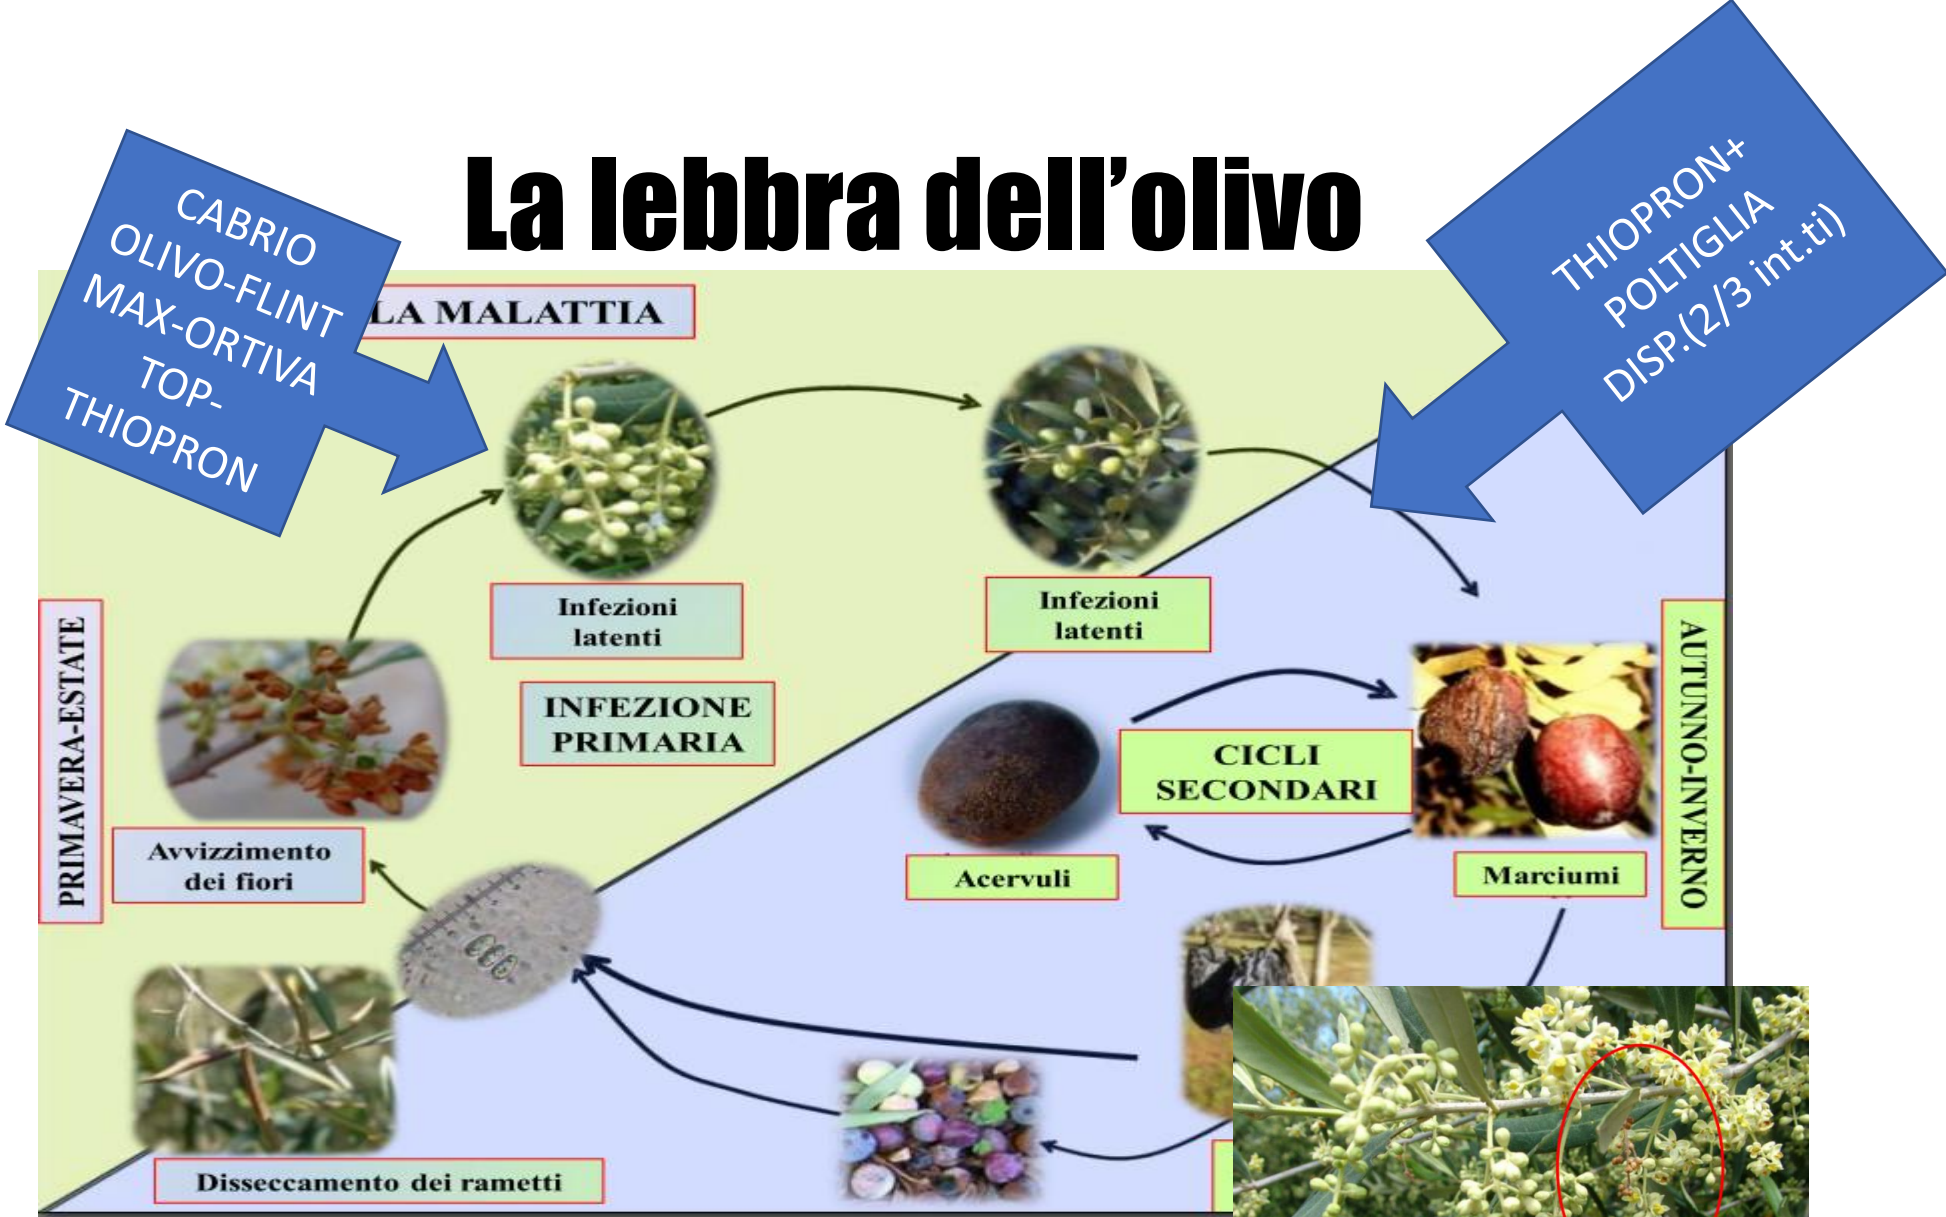 La lebbra dell’olivo
CABRIO
OLIVO-FLINT
MAX-ORTIVA
TOP-
THIOPRON
THIOPRON+
POLTIGLIA
DISP.(2/3 int.ti)
LA MALATTIA
Infezioni
latenti
Infezioni
latenti
PRIMAVERA-ESTATE
INFEZIONE
PRIMARIA
AUTUNNO-INVERNO
CICLI
SECONDARI
Avvizzimento
dei fiori
Acervuli
Marciumi
Disseccamento dei rametti